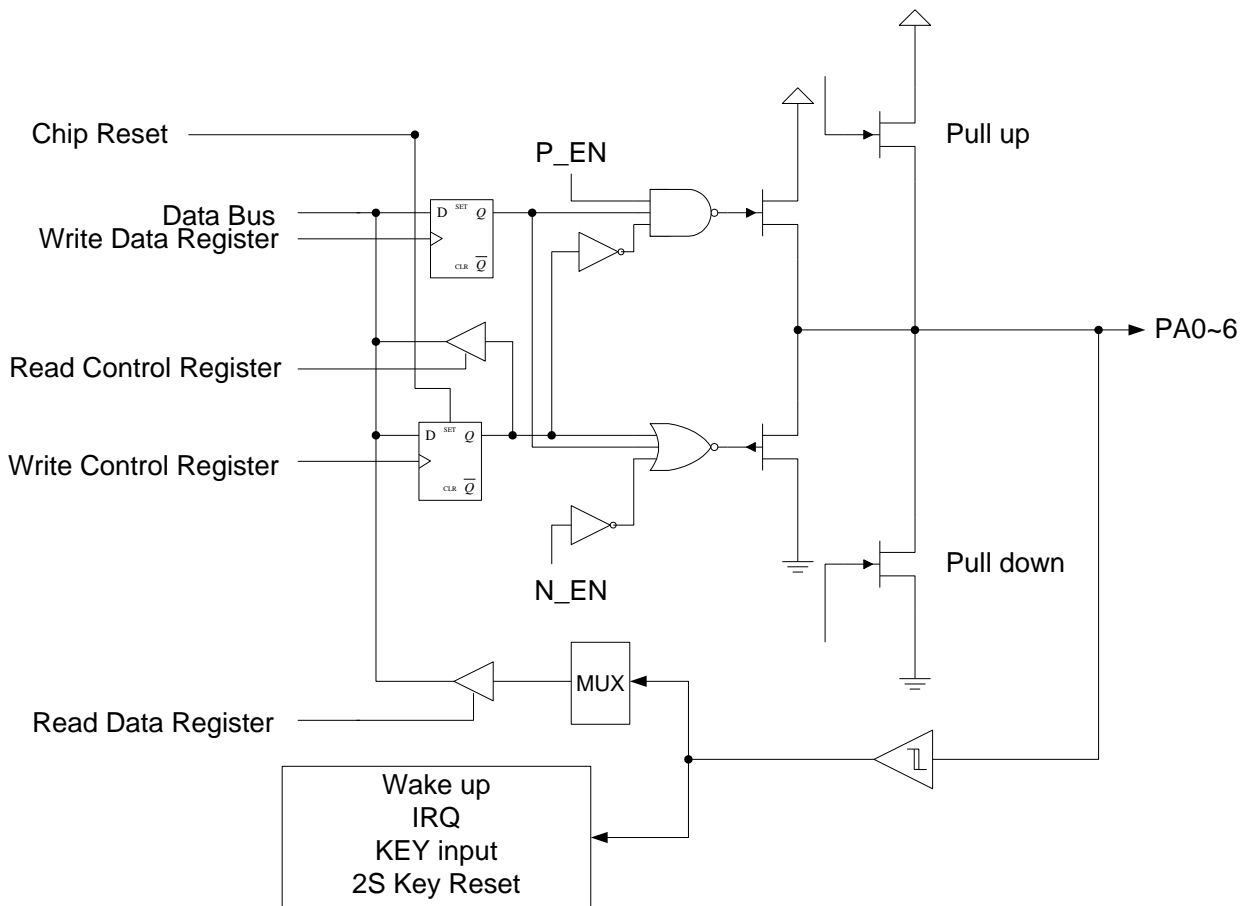 Chip Reset
P_EN
Pull up
Data Bus
D SET Q
Write Data Register
CLR Q̅
PA0~6
Read Control Register
D SET Q
Write Control Register
CLR Q̅
Pull down
N_EN
MUX
Read Data Register
Wake up
IRQ
KEY input
2S Key Reset